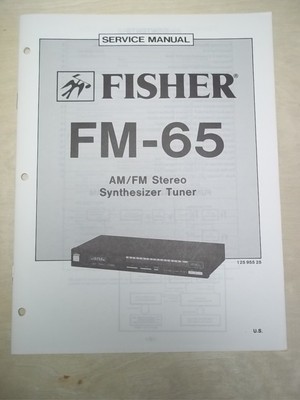 SERVICE MANUAL
FISHER®
FM-65
AM/FM Stereo
Synthesizer Tuner
U.S.